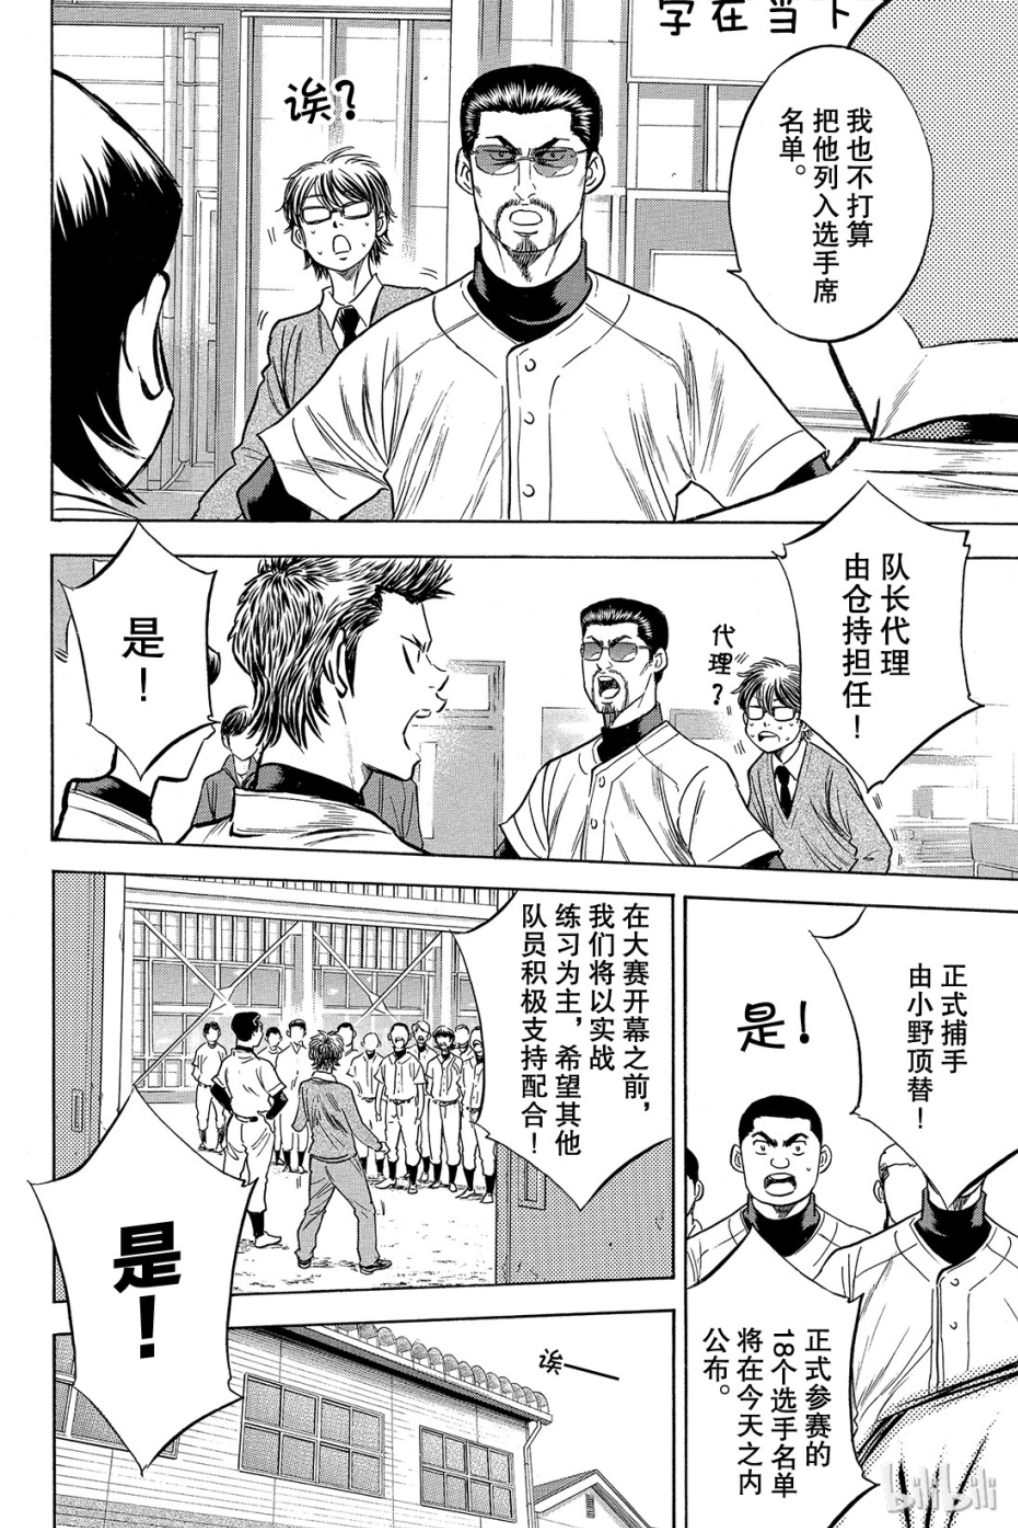 字在当下
我也不打算
把他列入选手席
名单。
诶？
队长代理
由仓持担任！
代
理？
是！
正式捕手
由小野顶替！
是！
正式参赛的
18个选手名单
将在今天之内
公布。
在大赛开幕之前，
我们将以实战
练习为主，希望其他
队员积极支持配合！
是！
诶——
bilibili